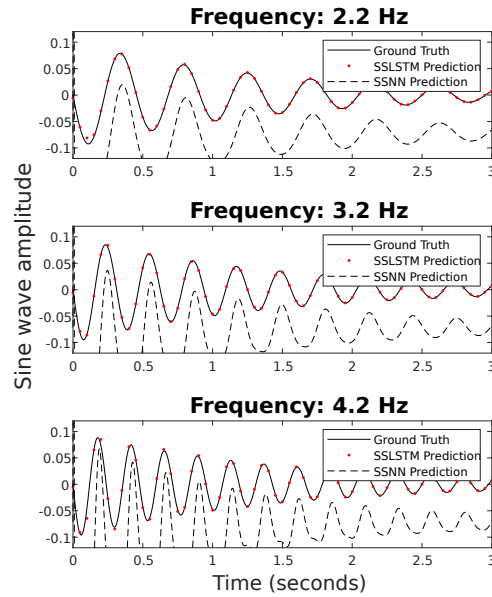 Frequency: 2.2 Hz
0.1
0.05
0
-0.05
-0.1
Ground Truth
SSLSTM Prediction
SSNN Prediction
0 0.5 1 1.5 2 2.5 3
Frequency: 3.2 Hz
0.1
0.05
0
-0.05
-0.1
Ground Truth
SSLSTM Prediction
SSNN Prediction
0 0.5 1 1.5 2 2.5 3
Sine wave amplitude
Frequency: 4.2 Hz
0.1
0.05
0
-0.05
-0.1
Ground Truth
SSLSTM Prediction
SSNN Prediction
0 0.5 1 1.5 2 2.5 3
Time (seconds)